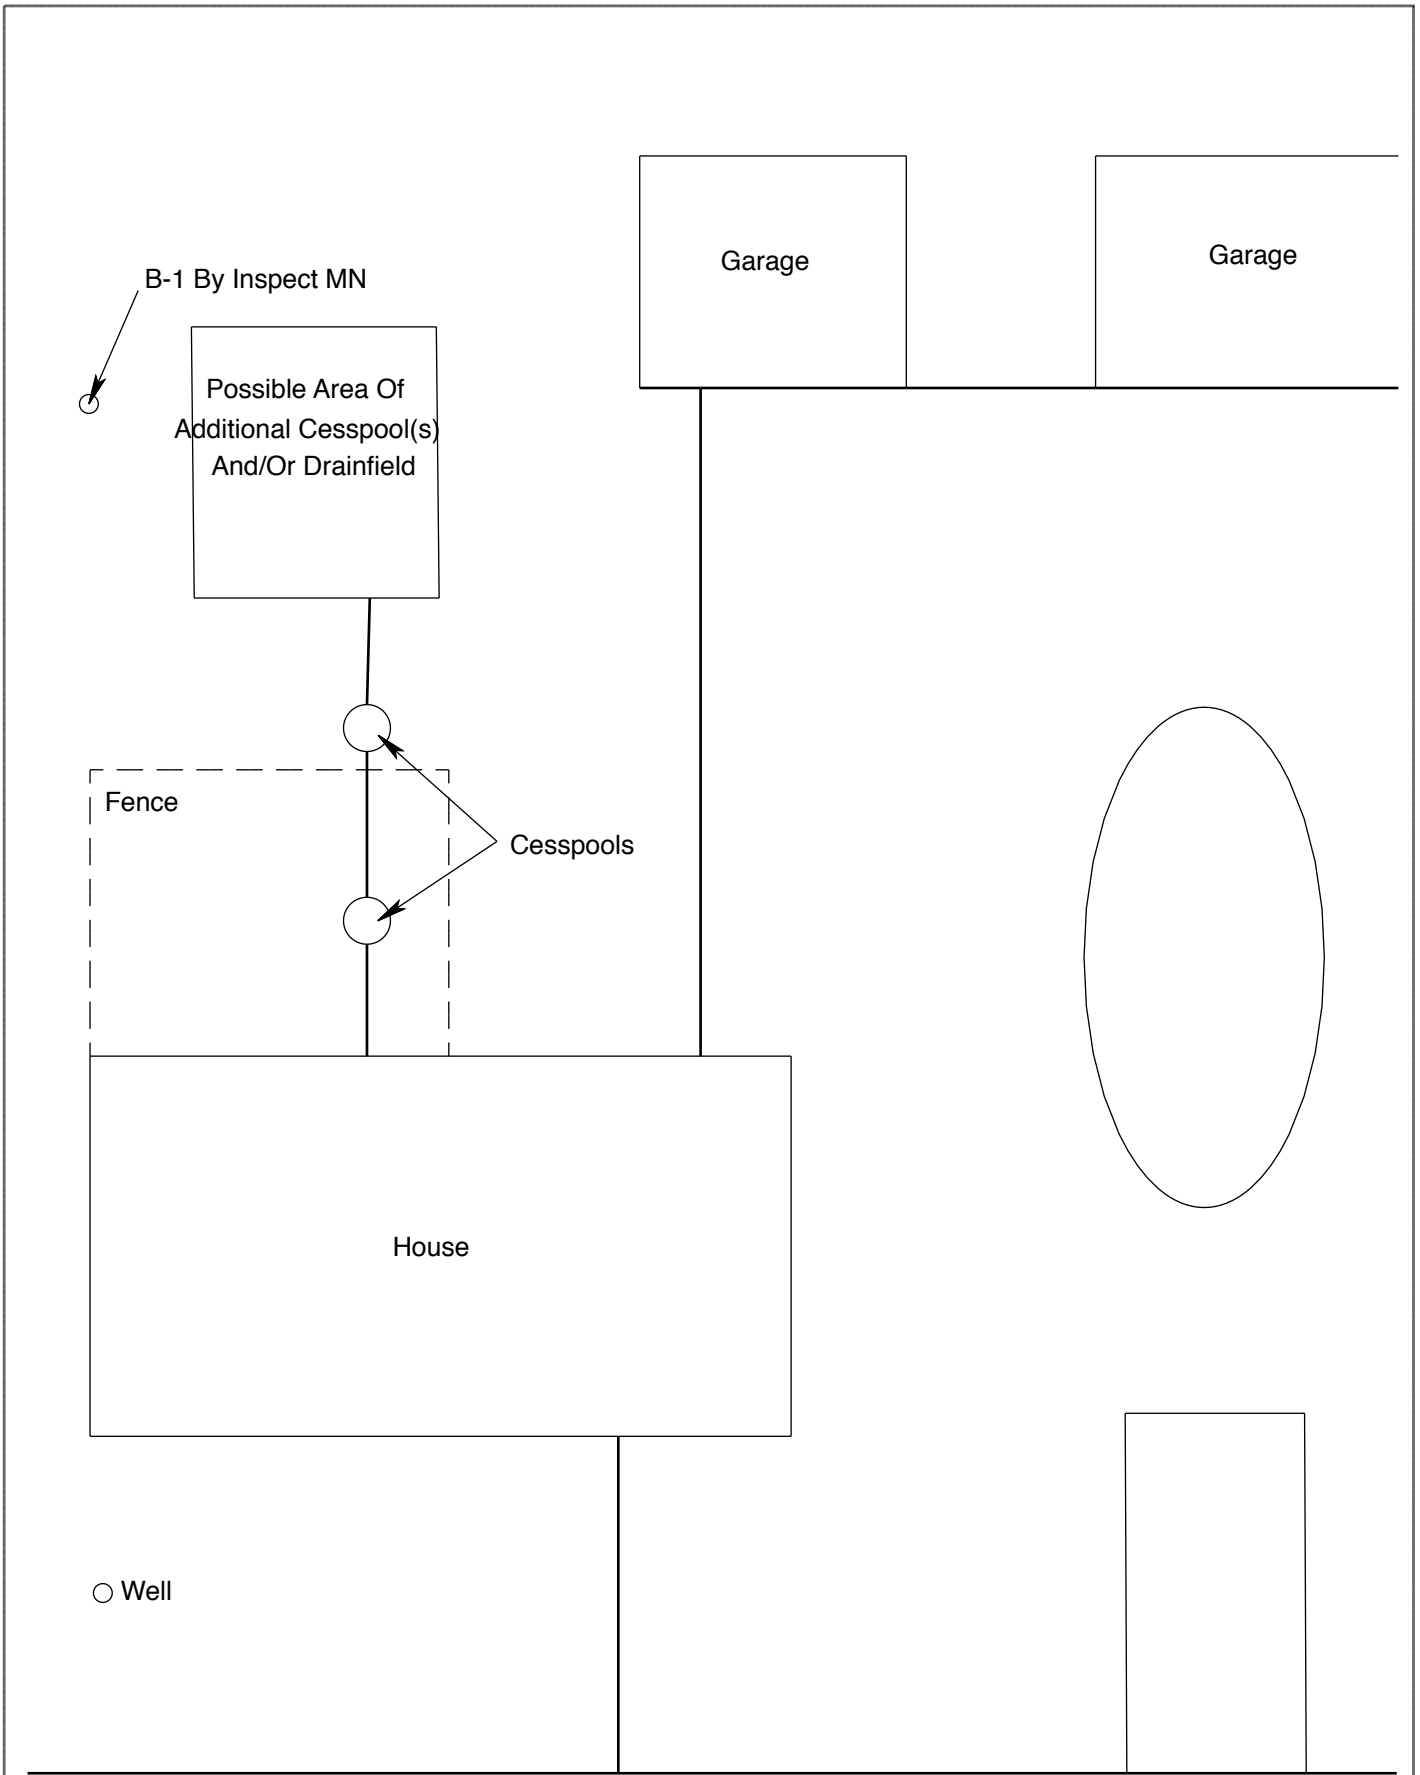 Garage
Garage
B-1 By Inspect MN
Possible Area Of
Additional Cesspool(s)
And/Or Drainfield
Fence
Cesspools
House
Well